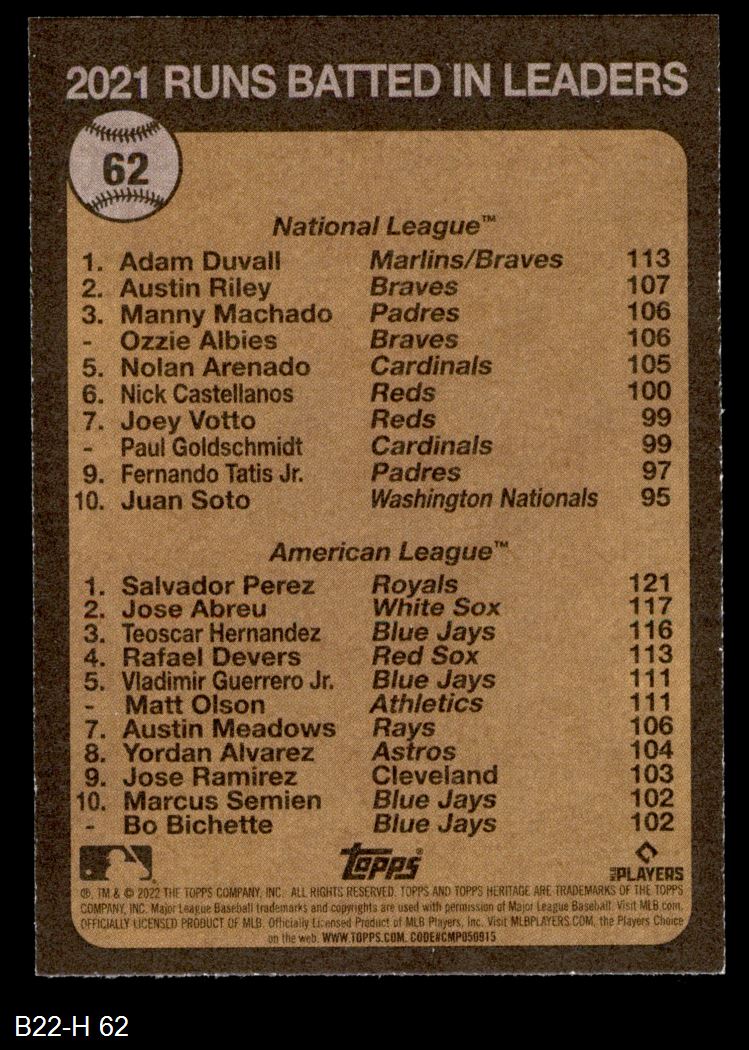 2021 RUNS BATTED IN LEADERS
62
National League™
1. Adam Duvall Marlins/Braves 113
2. Austin Riley Braves 107
3. Manny Machado Padres 106
- Ozzie Albies Braves 106
5. Nolan Arenado Cardinals 105
6. Nick Castellanos Reds 100
7. Joey Votto Reds 99
- Paul Goldschmidt Cardinals 99
9. Fernando Tatis Jr. Padres 97
10. Juan Soto Washington Nationals 95
American League™
1. Salvador Perez Royals 121
2. Jose Abreu White Sox 117
3. Teoscar Hernandez Blue Jays 116
4. Rafael Devers Red Sox 113
5. Vladimir Guerrero Jr. Blue Jays 111
- Matt Olson Athletics 111
7. Austin Meadows Rays 106
8. Yordan Alvarez Astros 104
9. Jose Ramirez Cleveland 103
10. Marcus Semien Blue Jays 102
- Bo Bichette Blue Jays 102
Topps® PLAYERS
®, TM & © 2022 THE TOPPS COMPANY, INC. ALL RIGHTS RESERVED. TOPPS AND TOPPS HERITAGE ARE TRADEMARKS OF THE TOPPS
COMPANY, INC. Major League Baseball trademarks and copyrights are used with permission of Major League Baseball. Visit MLB.com.
OFFICIALLY LICENSED PRODUCT OF MLB Players, Inc. Visit MLBPLAYERS.COM, the Players Choice
on the web. WWW.TOPPS.COM. CODE#CMP050915
B22-H 62